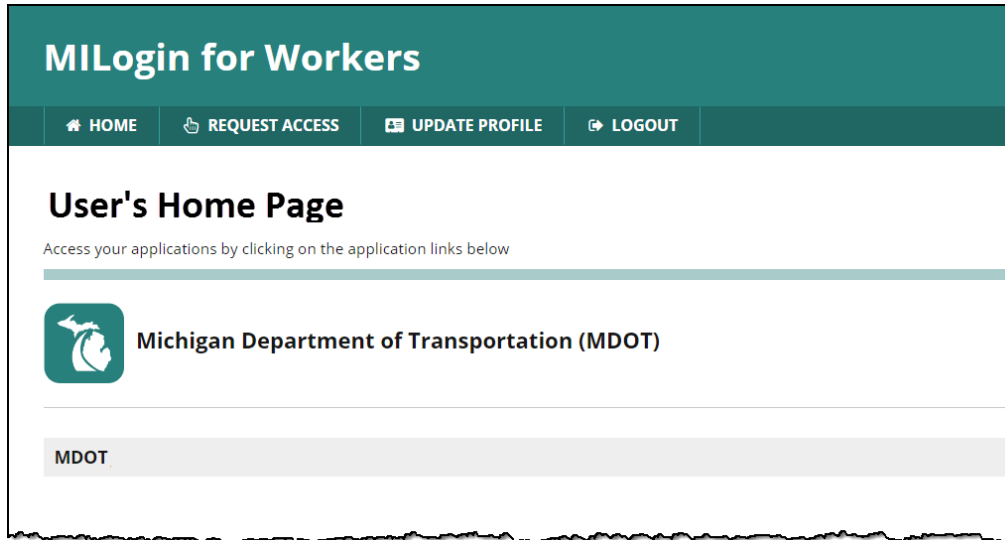 MILogin for Workers
HOME REQUEST ACCESS UPDATE PROFILE LOGOUT
User's Home Page
Access your applications by clicking on the application links below
Michigan Department of Transportation (MDOT)
MDOT